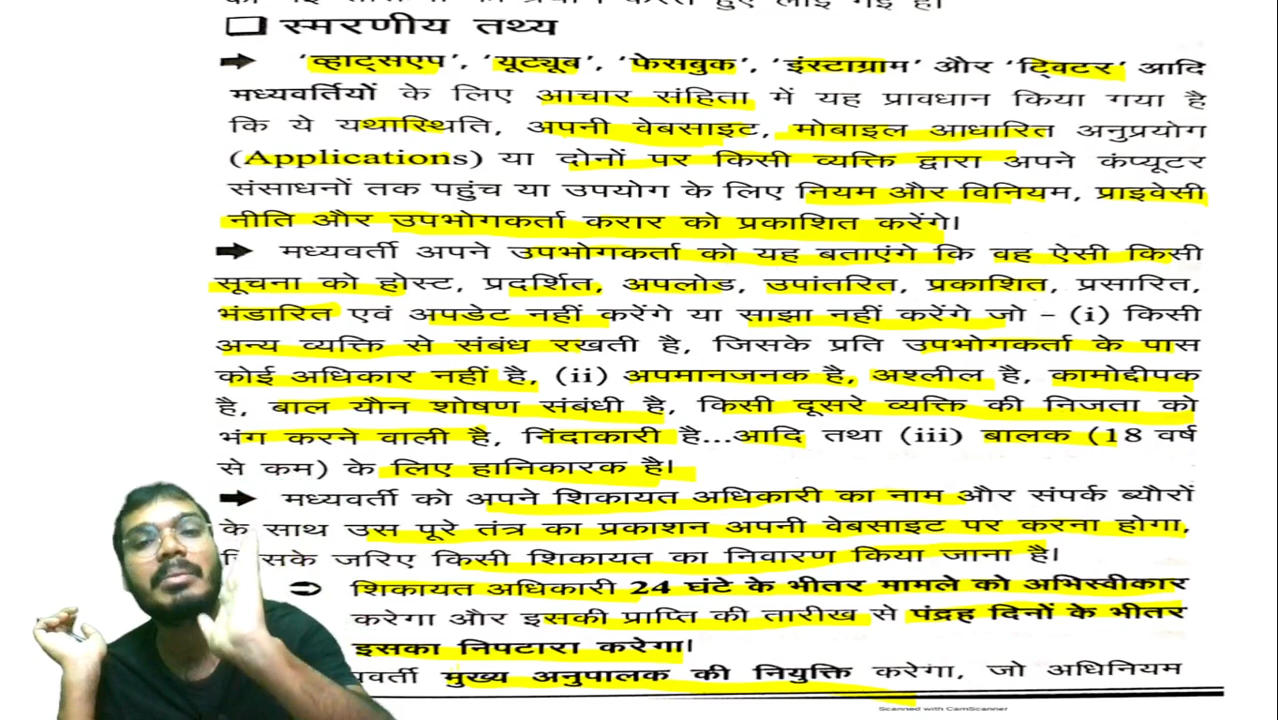 ❑ स्मरणीय तथ्य
➡ 'व्हाट्सएप', 'यूट्यूब', 'फेसबुक', 'इंस्टाग्राम' और 'ट्विटर' आदि
मध्यवर्तियों के लिए आचार संहिता में यह प्रावधान किया गया है
कि ये यथास्थिति, अपनी वेबसाइट, मोबाइल आधारित अनुप्रयोग
(Applications) या दोनों पर किसी व्यक्ति द्वारा अपने कंप्यूटर
संसाधनों तक पहुंच या उपयोग के लिए नियम और विनियम, प्राइवेसी
नीति और उपभोगकर्ता करार को प्रकाशित करेंगे।
➡ मध्यवर्ती अपने उपभोगकर्ता को यह बताएंगे कि वह ऐसी किसी
सूचना को होस्ट, प्रदर्शित, अपलोड, उपांतरित, प्रकाशित, प्रसारित,
भंडारित एवं अपडेट नहीं करेंगे या साझा नहीं करेंगे जो – (i) किसी
अन्य व्यक्ति से संबंध रखती है, जिसके प्रति उपभोगकर्ता के पास
कोई अधिकार नहीं है, (ii) अपमानजनक है, अश्लील है, कामोद्दीपक
है, बाल यौन शोषण संबंधी है, किसी दूसरे व्यक्ति की निजता को
भंग करने वाली है, निंदाकारी है...आदि तथा (iii) बालक (18 वर्ष
से कम) के लिए हानिकारक है।
➡ मध्यवर्ती को अपने शिकायत अधिकारी का नाम और संपर्क ब्यौरों
के साथ उस पूरे तंत्र का प्रकाशन अपनी वेबसाइट पर करना होगा,
के जरिए किसी शिकायत का निवारण किया जाना है।
➲ शिकायत अधिकारी 24 घंटे के भीतर मामले को अभिस्वीकार
करेगा और इसकी प्राप्ति की तारीख से पंद्रह दिनों के भीतर
इसका निपटारा करेगा।
मुख्य अनुपालक की नियुक्ति करेगा, जो अधिनियम
Scanned with CamScanner